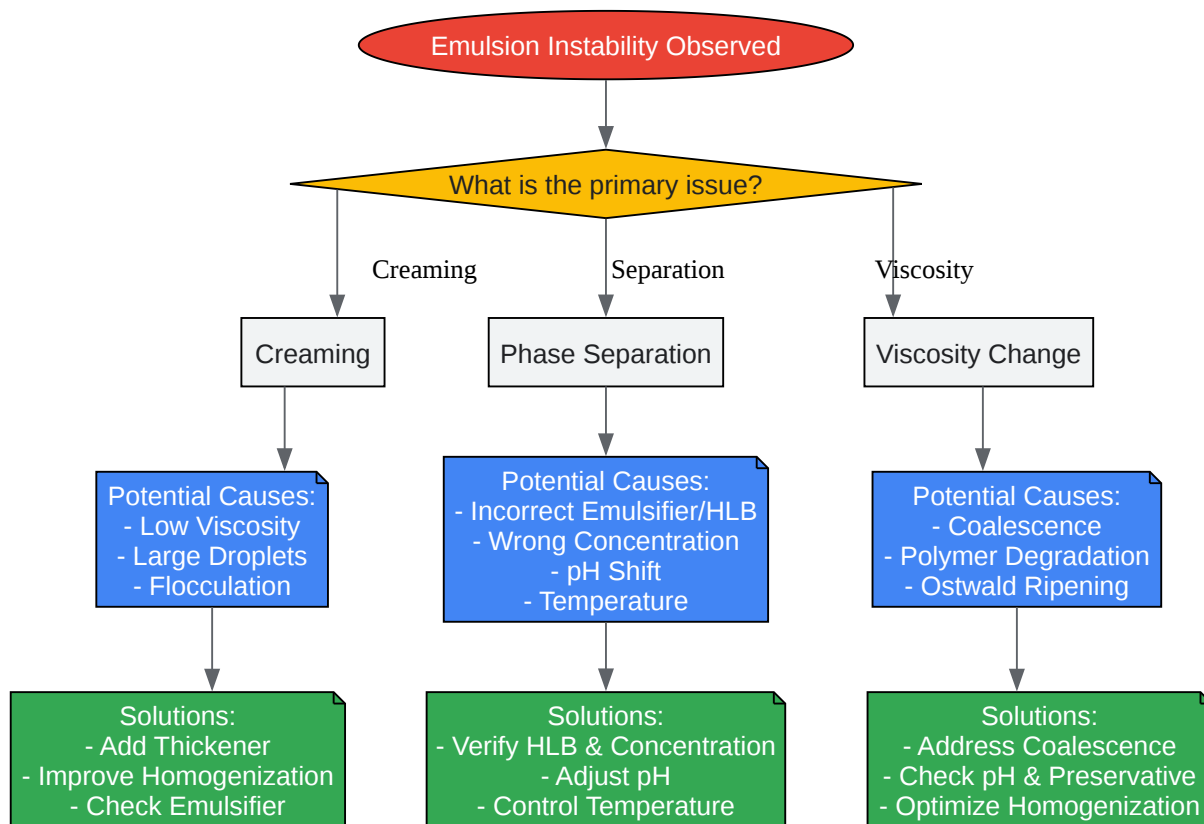 Emulsion Instability Observed
What is the primary issue?
Creaming
Separation
Viscosity
Creaming
Phase Separation
Viscosity Change
Potential Causes:
- Low Viscosity
- Large Droplets
- Flocculation
Potential Causes:
- Incorrect Emulsifier/HLB
- Wrong Concentration
- pH Shift
- Temperature
Potential Causes:
- Coalescence
- Polymer Degradation
- Ostwald Ripening
Solutions:
- Add Thickener
- Improve Homogenization
- Check Emulsifier
Solutions:
- Verify HLB & Concentration
- Adjust pH
- Control Temperature
Solutions:
- Address Coalescence
- Check pH & Preservative
- Optimize Homogenization